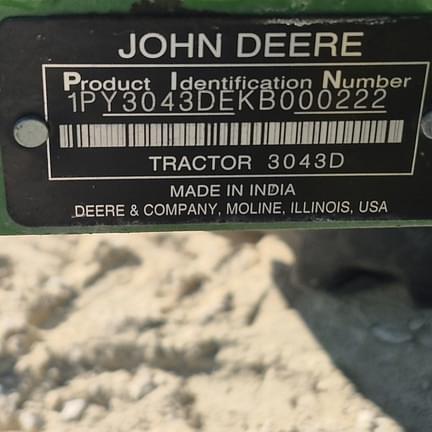 JOHN DEERE
Product Identification Number
1PY3043DEKB000222
TRACTOR 3043D
MADE IN INDIA
DEERE & COMPANY, MOLINE, ILLINOIS, USA